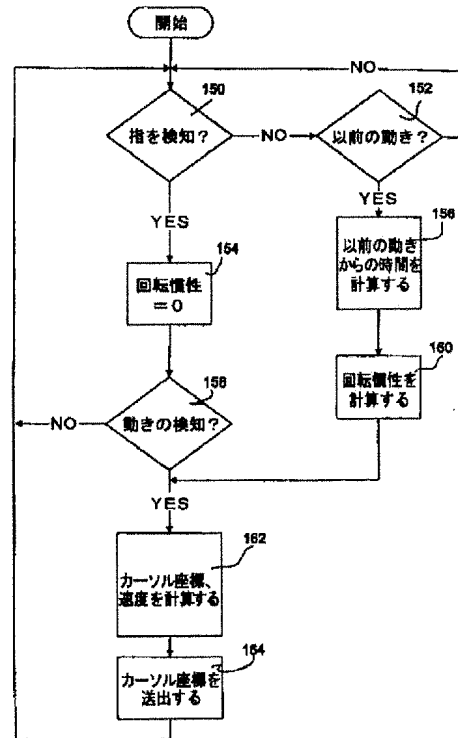 開始
NO
150
指を検知?
NO
152
以前の動き?
YES
YES
154
回転慣性
=0
156
以前の動き
からの時間を
計算する
160
回転慣性を
計算する
158
動きの検知?
NO
YES
162
カーソル座標、
速度を計算する
164
カーソル座標を
送出する